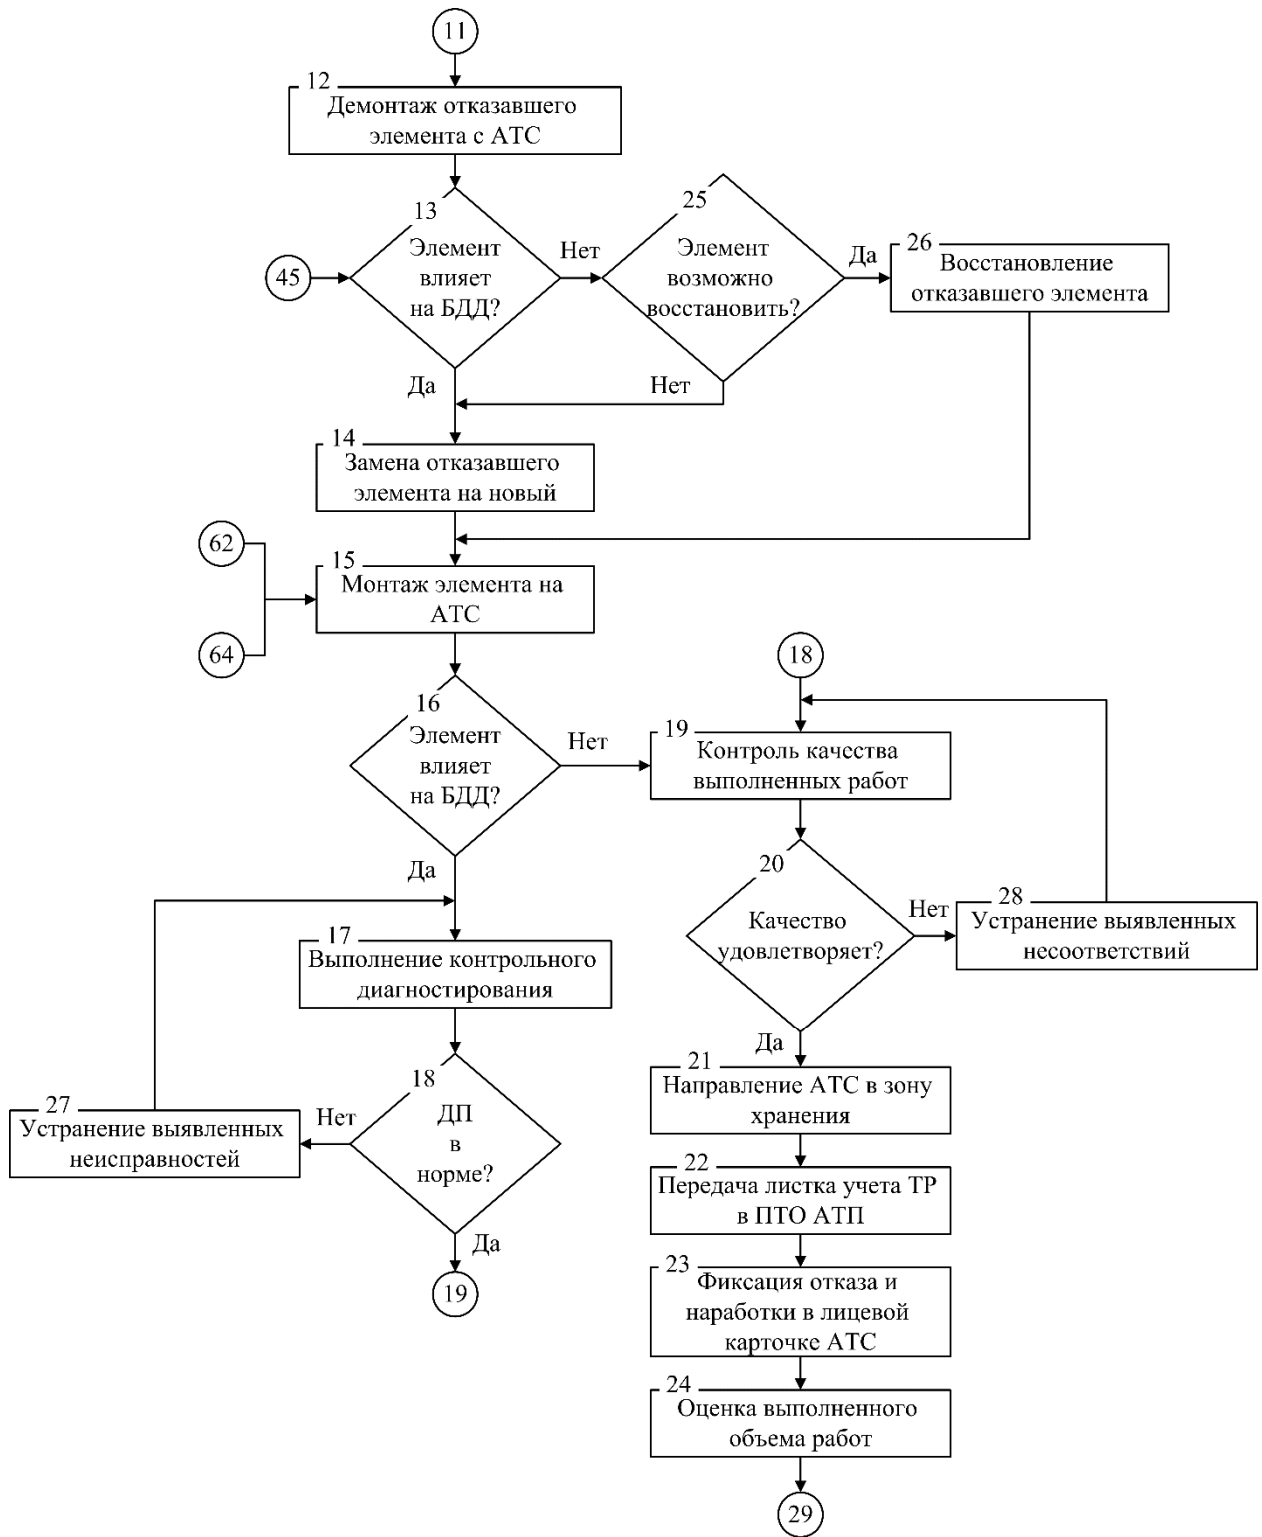 11
12
Демонтаж отказавшего
элемента с АТС
13
Элемент
влияет
на БДД?
45
Нет
Да
25
Элемент
возможно
восстановить?
Да
Нет
26
Восстановление
отказавшего элемента
14
Замена отказавшего
элемента на новый
62
64
15
Монтаж элемента на
АТС
16
Элемент
влияет
на БДД?
Нет
Да
17
Выполнение контрольного
диагностирования
18
ДП
в
норме?
Нет
Да
27
Устранение выявленных
неисправностей
19
18
19
Контроль качества
выполненных работ
20
Качество
удовлетворяет?
Нет
Да
28
Устранение выявленных
несоответствий
21
Направление АТС в зону
хранения
22
Передача листка учета ТР
в ПТО АТП
23
Фиксация отказа и
наработки в лицевой
карточке АТС
24
Оценка выполненного
объема работ
29